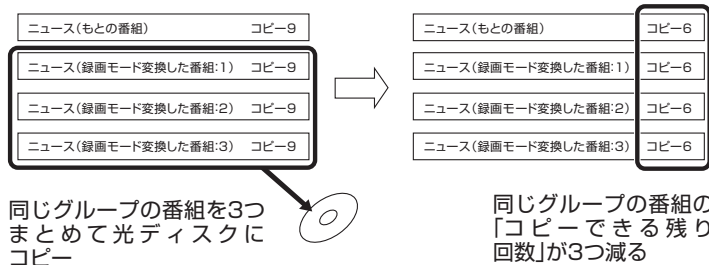 ニュース(もとの番組) コピー9
ニュース(録画モード変換した番組:1) コピー9
ニュース(録画モード変換した番組:2) コピー9
ニュース(録画モード変換した番組:3) コピー9
同じグループの番組を3つ
まとめて光ディスクに
コピー
ニュース(もとの番組) コピー6
ニュース(録画モード変換した番組:1) コピー6
ニュース(録画モード変換した番組:2) コピー6
ニュース(録画モード変換した番組:3) コピー6
同じグループの番組の
「コピーできる残り
回数」が3つ減る